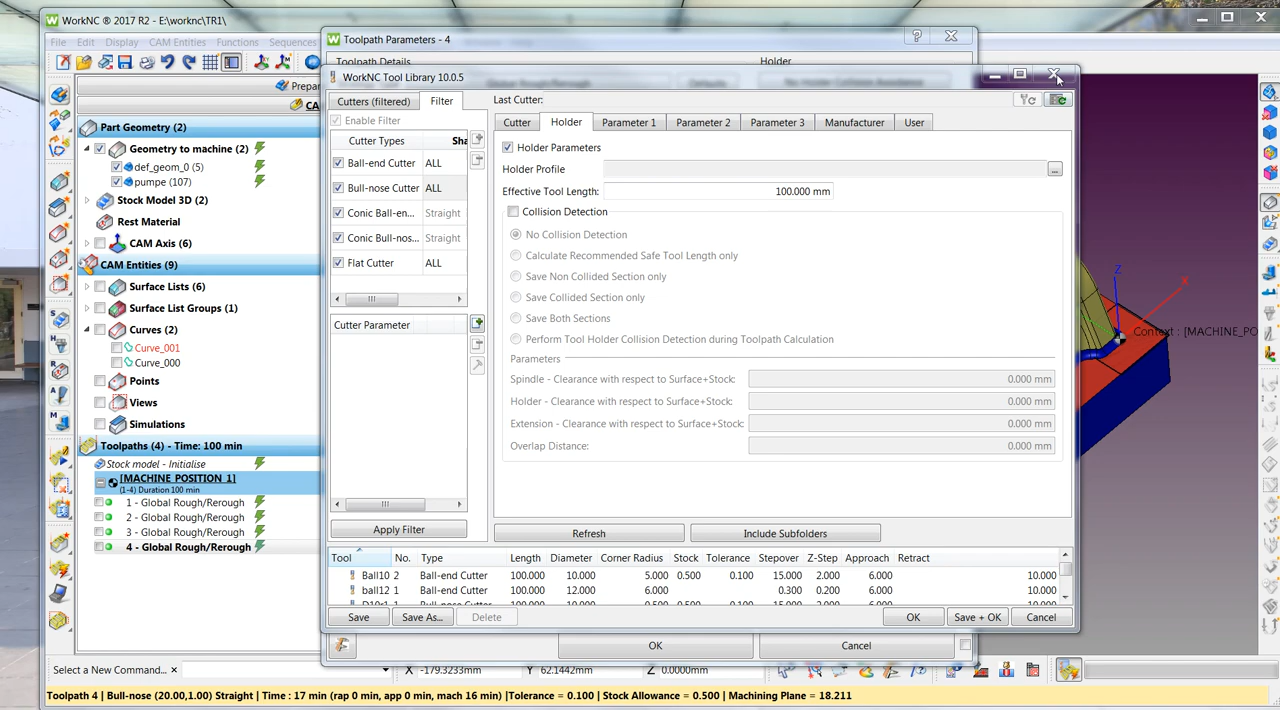 WorkNC ® 2017 R2 - E:\worknc\TR1\
File Edit Display CAM Entities Functions Sequences
Toolpath Parameters - 4
Toolpath Details
Holder
WorkNC Tool Library 10.0.5
Cutters (filtered) Filter
Enable Filter
Cutter Types
Ball-end Cutter ALL
Bull-nose Cutter ALL
Conic Ball-en... Straight
Conic Bull-nos... Straight
Flat Cutter ALL
Cutter Parameter
Apply Filter
Last Cutter:
Cutter Holder Parameter 1 Parameter 2 Parameter 3 Manufacturer User
Holder Parameters
Holder Profile ...
Effective Tool Length: 100.000 mm
Collision Detection
No Collision Detection
Calculate Recommended Safe Tool Length only
Save Non Collided Section only
Save Collided Section only
Save Both Sections
Perform Tool Holder Collision Detection during Toolpath Calculation
Parameters
Spindle - Clearance with respect to Surface+Stock: 0.000 mm
Holder - Clearance with respect to Surface+Stock: 0.000 mm
Extension - Clearance with respect to Surface+Stock: 0.000 mm
Overlap Distance: 0.000 mm
Refresh Include Subfolders
Tool No. Type Length Diameter Corner Radius Stock Tolerance Stepover Z-Step Approach Retract
Ball10 2 Ball-end Cutter 100.000 10.000 5.000 0.500 0.100 15.000 2.000 6.000 10.000
ball12 1 Ball-end Cutter 100.000 12.000 6.000 0.300 2.000 6.000 10.000
Save Save As... Delete OK Save + OK Cancel
OK Cancel
Part Geometry (2)
Geometry to machine (2)
def_geom_0 (5)
pumpe (107)
Stock Model 3D (2)
Rest Material
CAM Axis (6)
CAM Entities (9)
Surface Lists (6)
Surface List Groups (1)
Curves (2)
Curve_001
Curve_000
Points
Views
Simulations
Toolpaths (4) - Time: 100 min
Stock model - Initialise
[MACHINE POSITION 1]
(1-4) Duration 100 min
1 - Global Rough/Rerough
2 - Global Rough/Rerough
3 - Global Rough/Rerough
4 - Global Rough/Rerough
Z
X
Context : [MACHINE_PO
Select a New Command... X -179.3233mm Y 62.1442mm Z 0.0000mm
Toolpath 4 | Bull-nose (20.00,1.00) Straight | Time : 17 min (rap 0 min, app 0 min, mach 16 min) |Tolerance = 0.100 | Stock Allowance = 0.500 | Machining Plane = 18.211